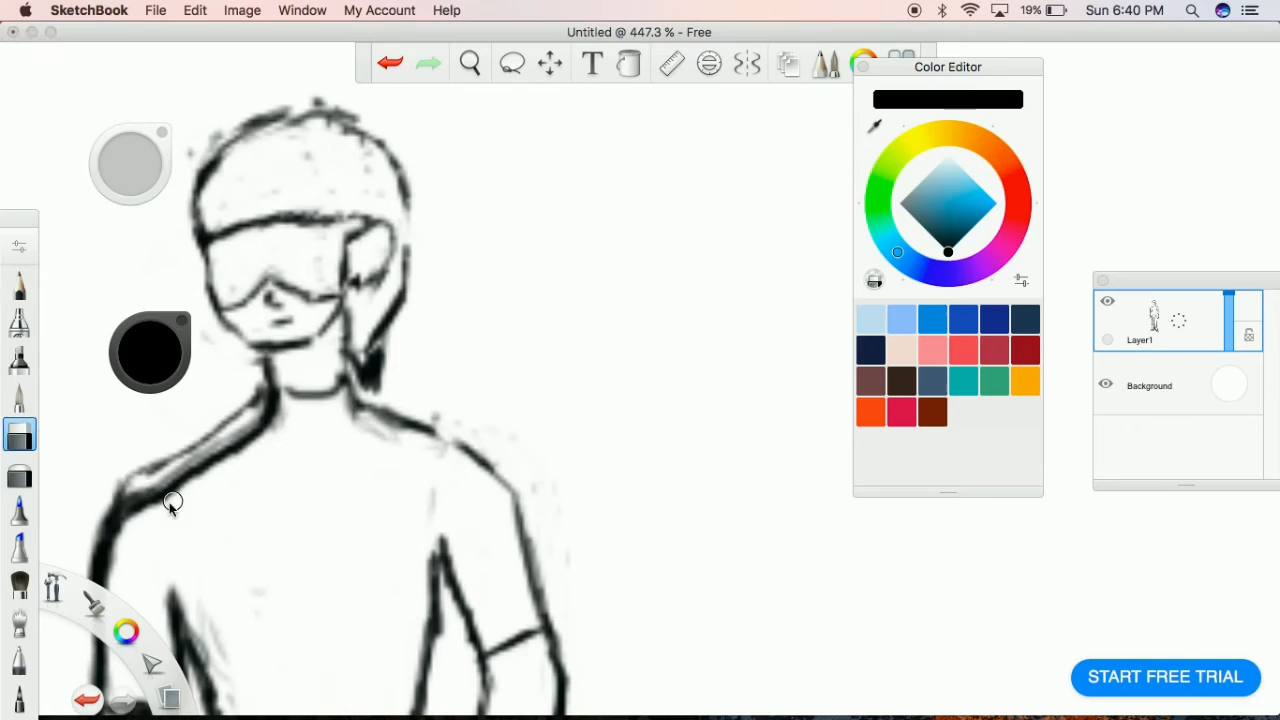 SketchBook File Edit Image Window My Account Help 19% Sun 6:40 PM
Untitled @ 447.3 % - Free
T
Color Editor
Layer1
Background
START FREE TRIAL